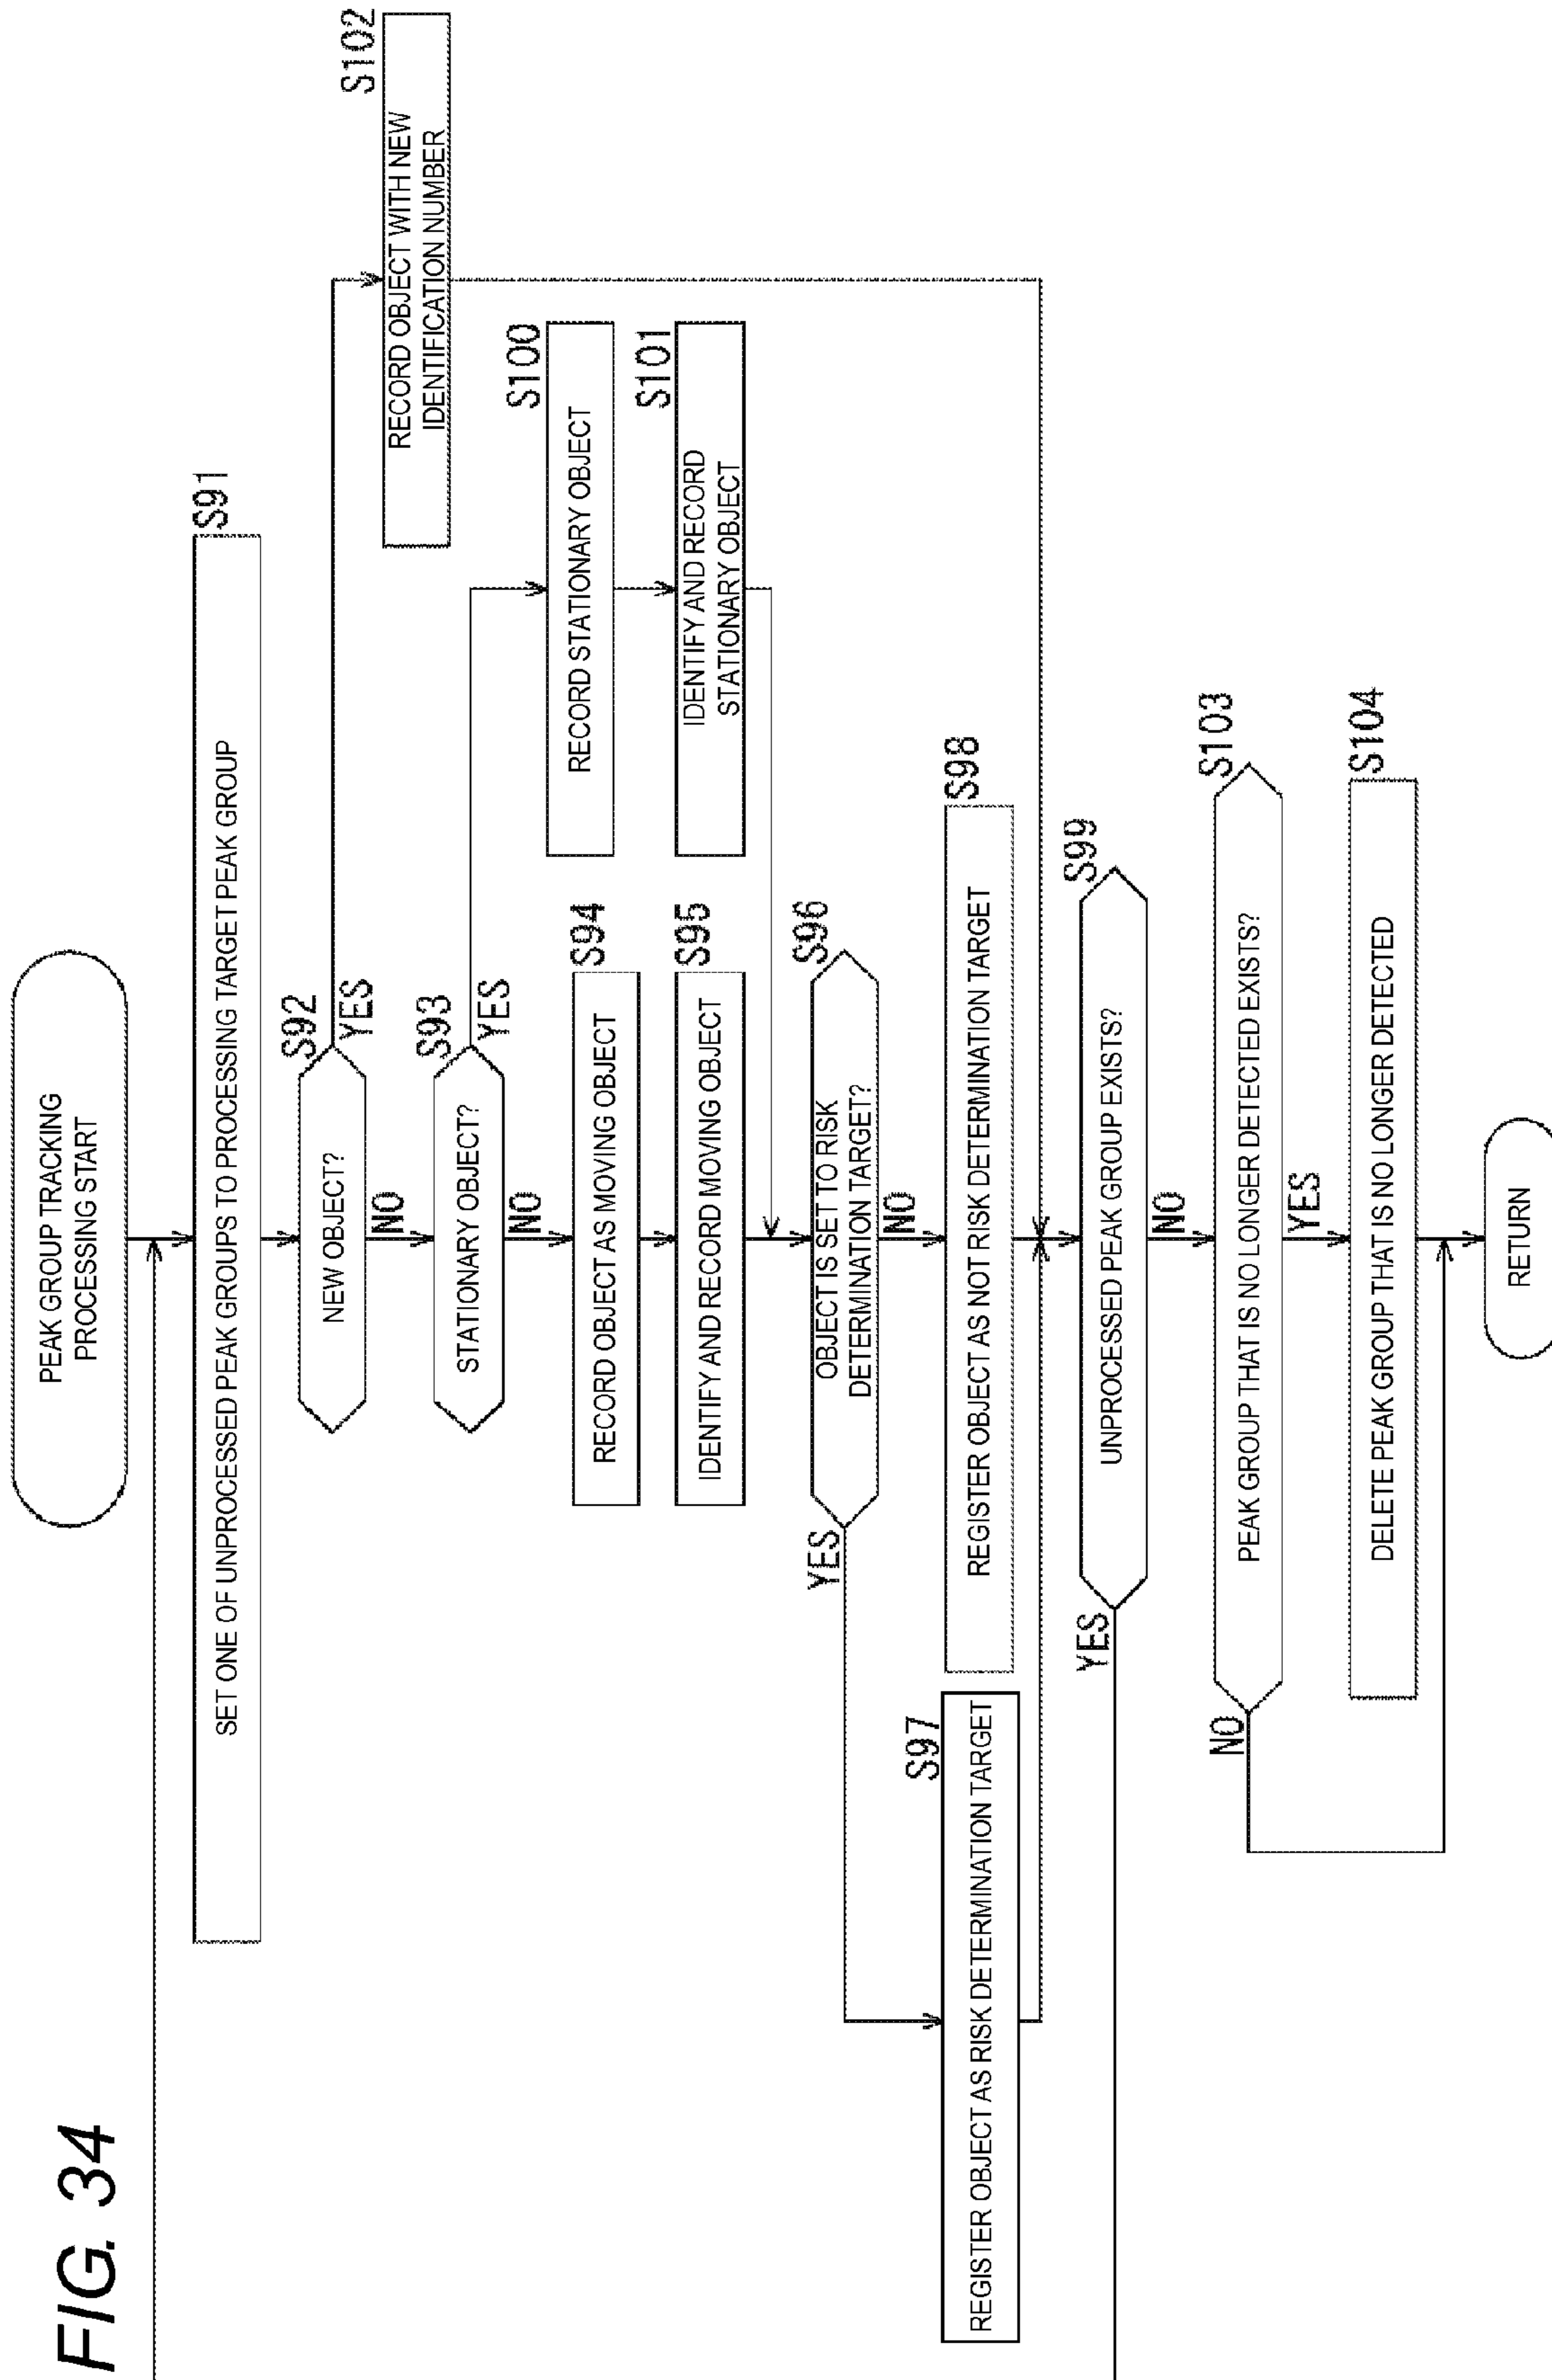 FIG. 34
PEAK GROUP TRACKING
PROCESSING START
S91
SET ONE OF UNPROCESSED PEAK GROUPS TO PROCESSING TARGET PEAK GROUP
S92
NEW OBJECT?
YES
NO
S102
RECORD OBJECT WITH NEW
IDENTIFICATION NUMBER
S93
STATIONARY OBJECT?
YES
NO
S94
RECORD OBJECT AS MOVING OBJECT
S100
RECORD STATIONARY OBJECT
S95
IDENTIFY AND RECORD MOVING OBJECT
S101
IDENTIFY AND RECORD
STATIONARY OBJECT
S96
OBJECT IS SET TO RISK
DETERMINATION TARGET?
YES
NO
S97
REGISTER OBJECT AS RISK DETERMINATION TARGET
S98
REGISTER OBJECT AS NOT RISK DETERMINATION TARGET
S99
UNPROCESSED PEAK GROUP EXISTS?
YES
NO
S103
PEAK GROUP THAT IS NO LONGER DETECTED EXISTS?
NO
YES
S104
DELETE PEAK GROUP THAT IS NO LONGER DETECTED
RETURN